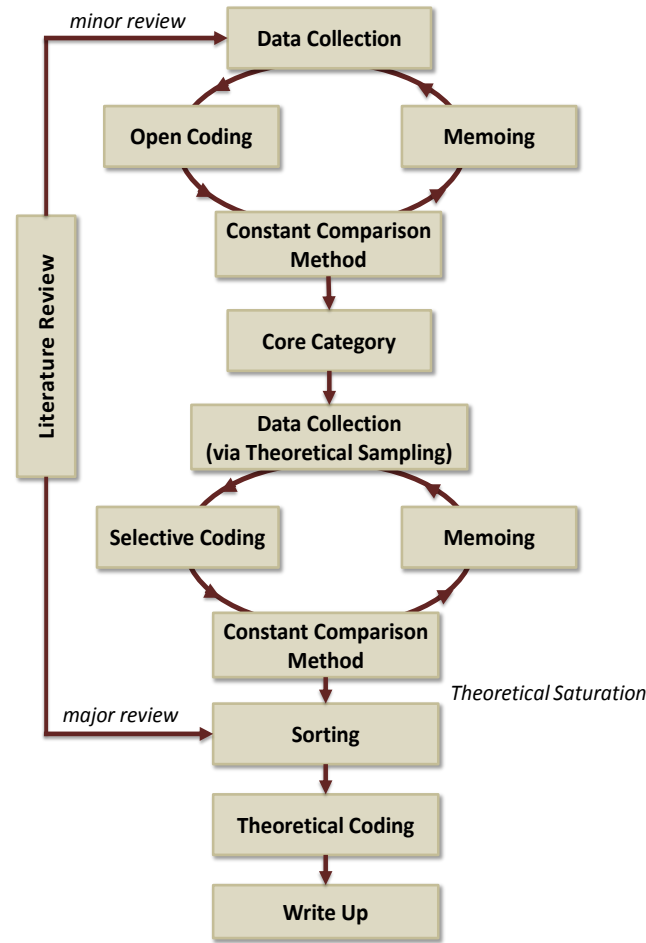 minor review
Data Collection
Open Coding
Memoing
Constant Comparison
Method
Literature Review
Core Category
Data Collection
(via Theoretical Sampling)
Selective Coding
Memoing
Constant Comparison
Method
Theoretical Saturation
major review
Sorting
Theoretical Coding
Write Up